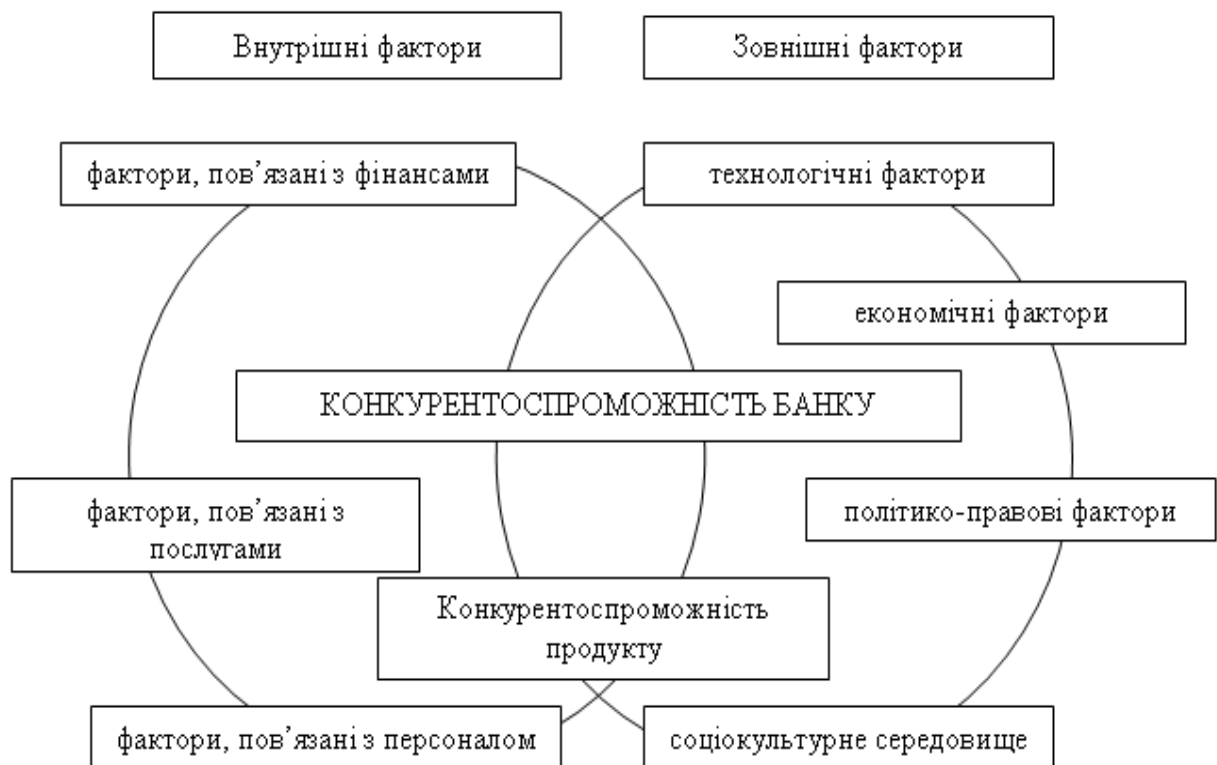 Внутрішні фактори
Зовнішні фактори
фактори, пов’язані з фінансами
технологічні фактори
економічні фактори
КОНКУРЕНТОСПРОМОЖНІСТЬ БАНКУ
фактори, пов’язані з
послугами
політико-правові фактори
Конкурентоспроможність
продукту
фактори, пов’язані з персоналом
соціокультурне середовище